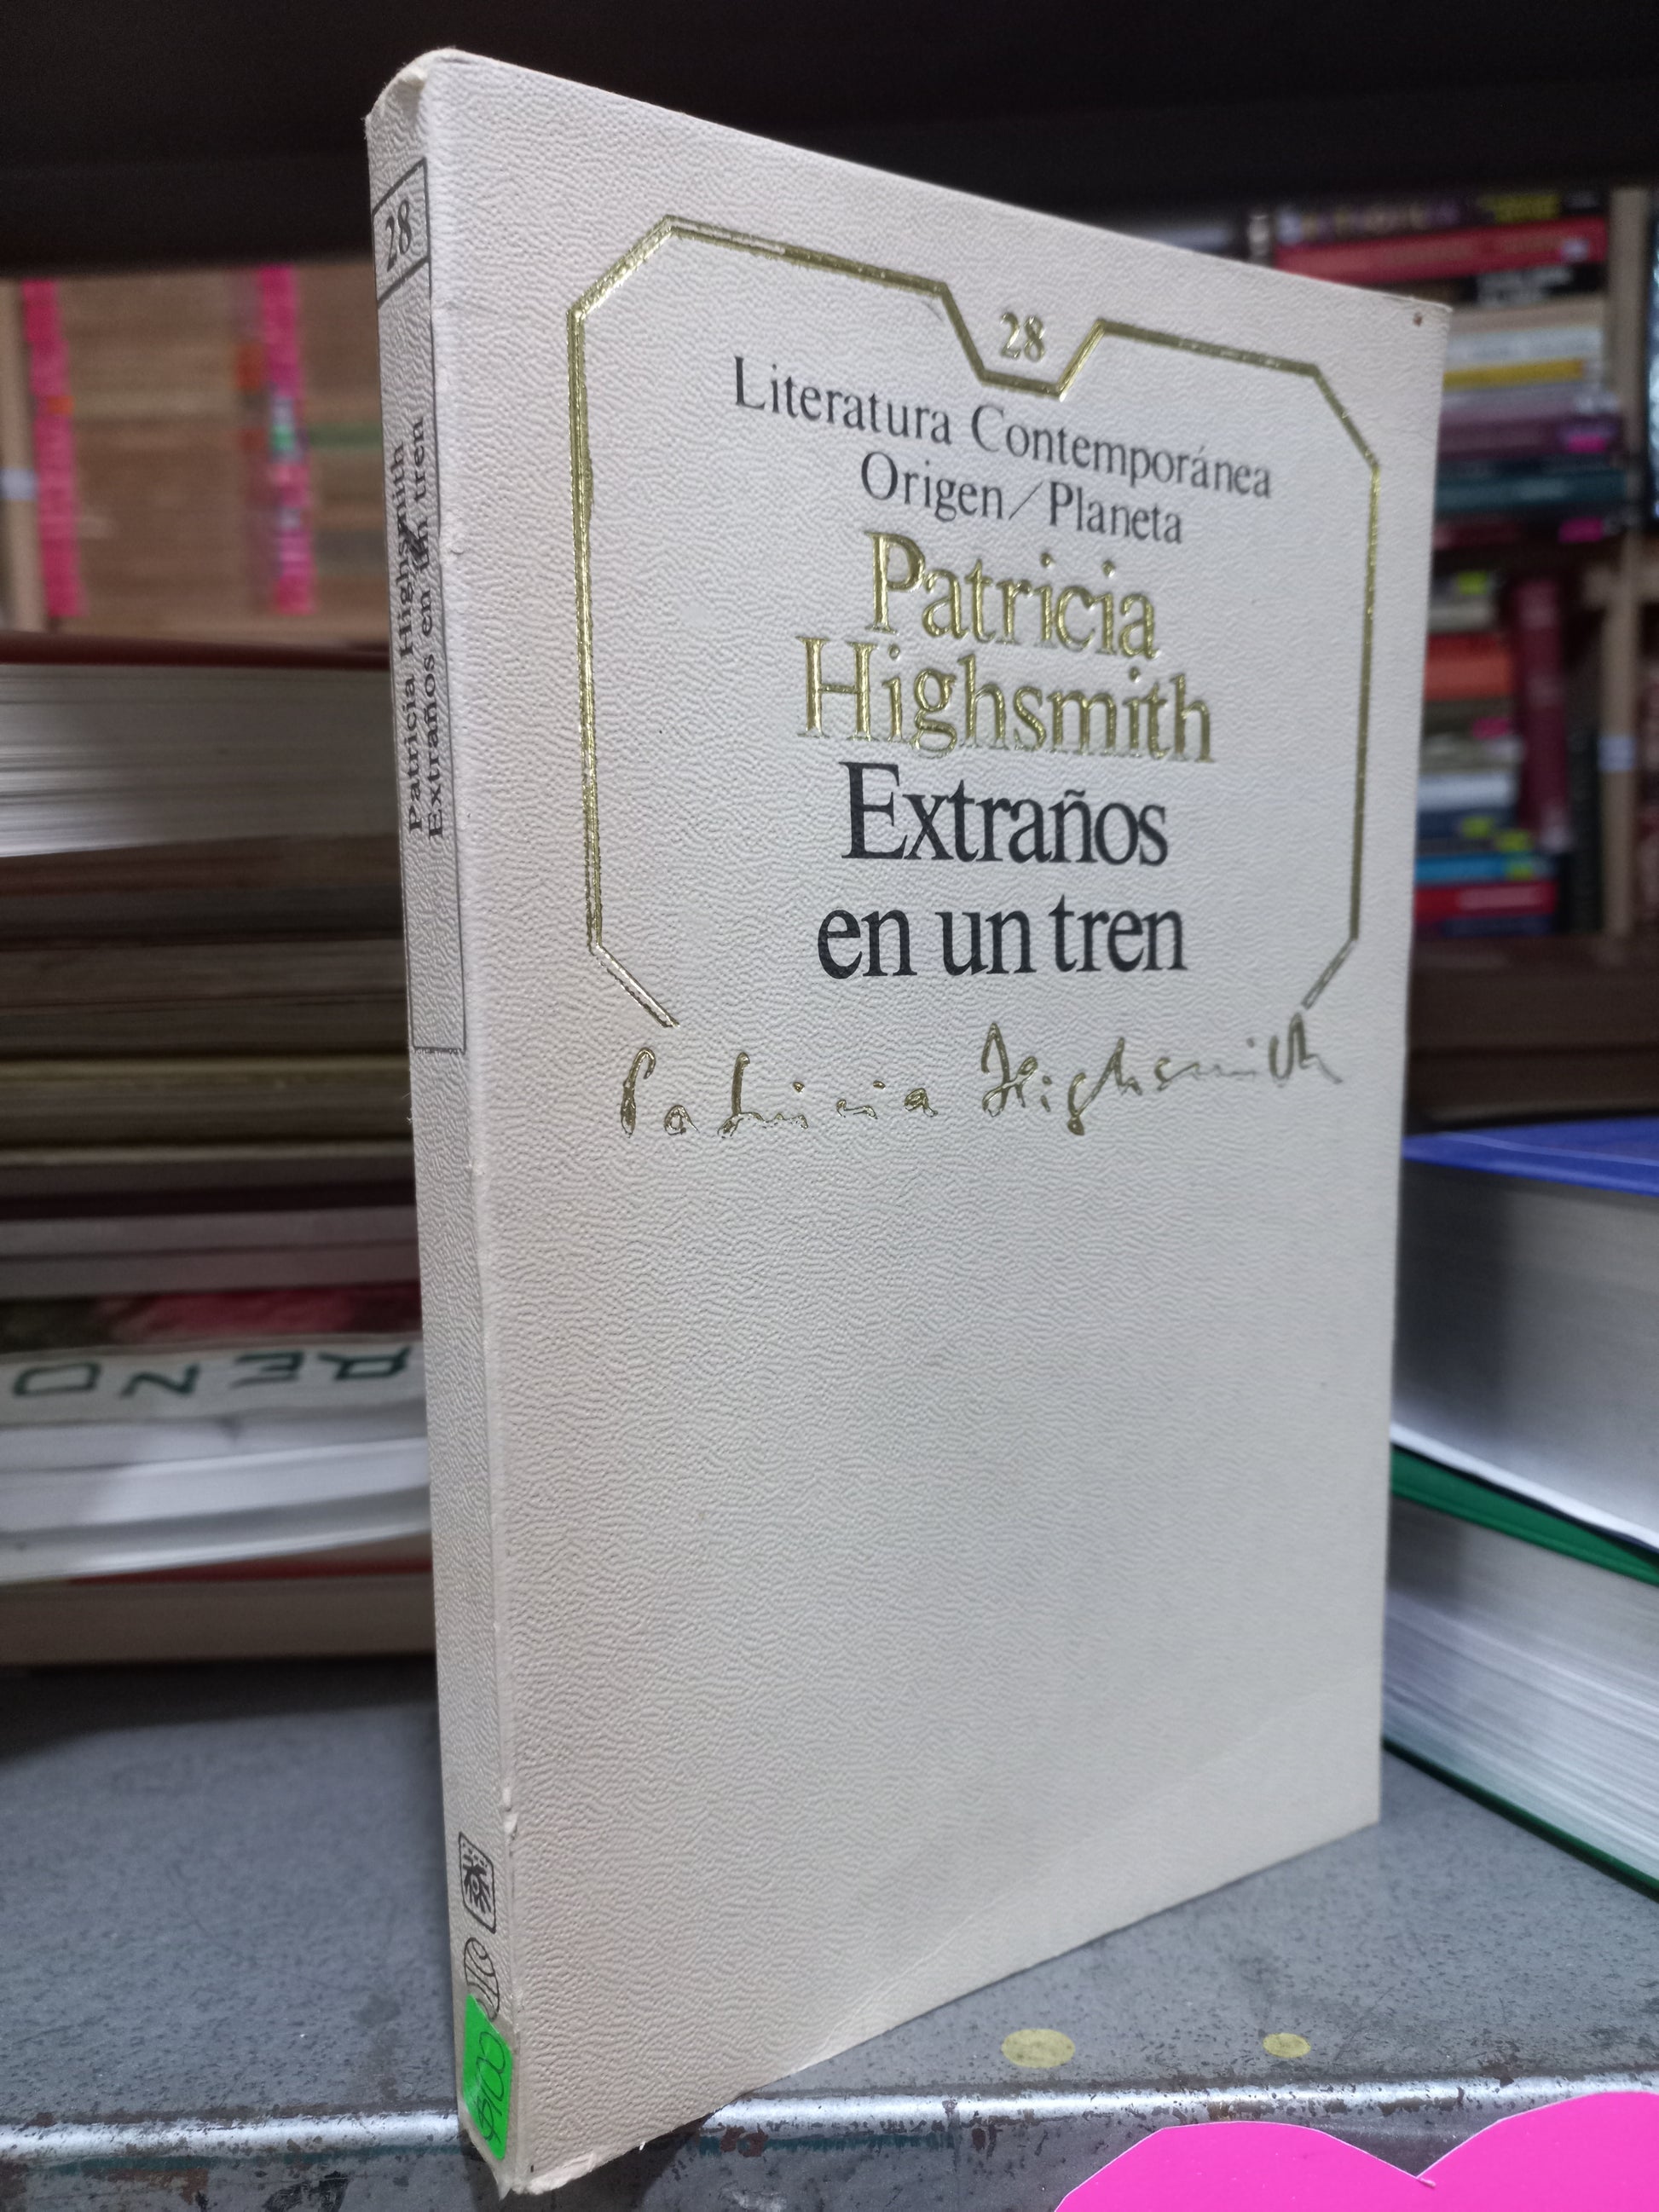 28
Literatura Contemporánea
Origen/Planeta
Patricia
Highsmith
Extraños
en un tren
Patricia Highsmith
28
Patricia Highsmith
Extraños en un tren